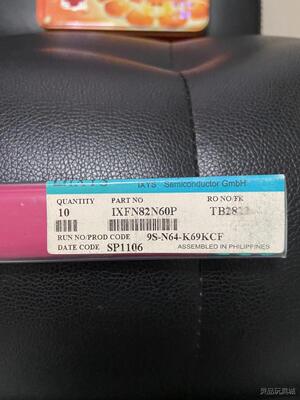 IXYS Semiconductor GmbH
QUANTITY PART NO RO NO/FK
10 IXFN82N60P
RUN NO/PROD CODE 9S-N64-K69KCF
DATE CODE SP1106 ASSEMBLED IN PHILIPPINES